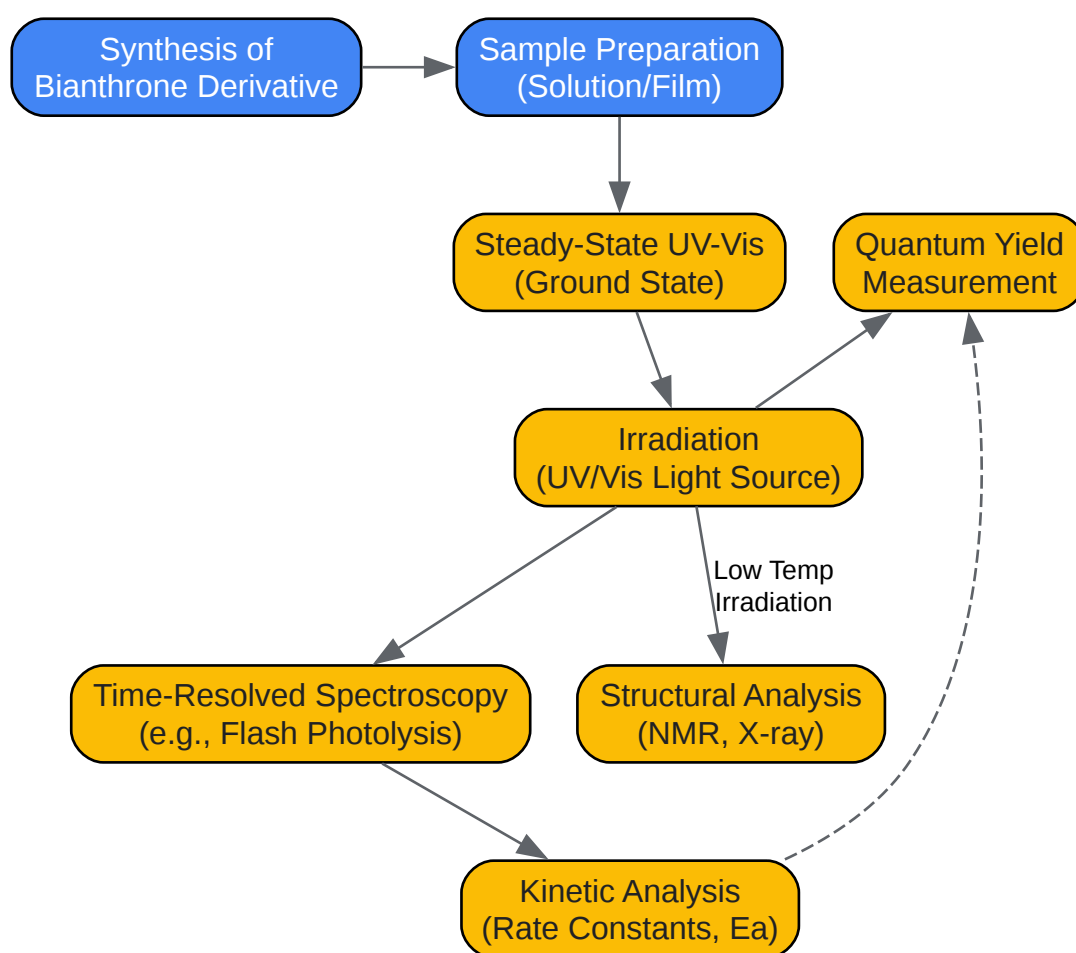 Synthesis of
Bianthrone Derivative
Sample Preparation
(Solution/Film)
Steady-State UV-Vis
(Ground State)
Quantum Yield
Measurement
Irradiation
(UV/Vis Light Source)
Low Temp
Irradiation
Time-Resolved Spectroscopy
(e.g., Flash Photolysis)
Structural Analysis
(NMR, X-ray)
Kinetic Analysis
(Rate Constants, Ea)